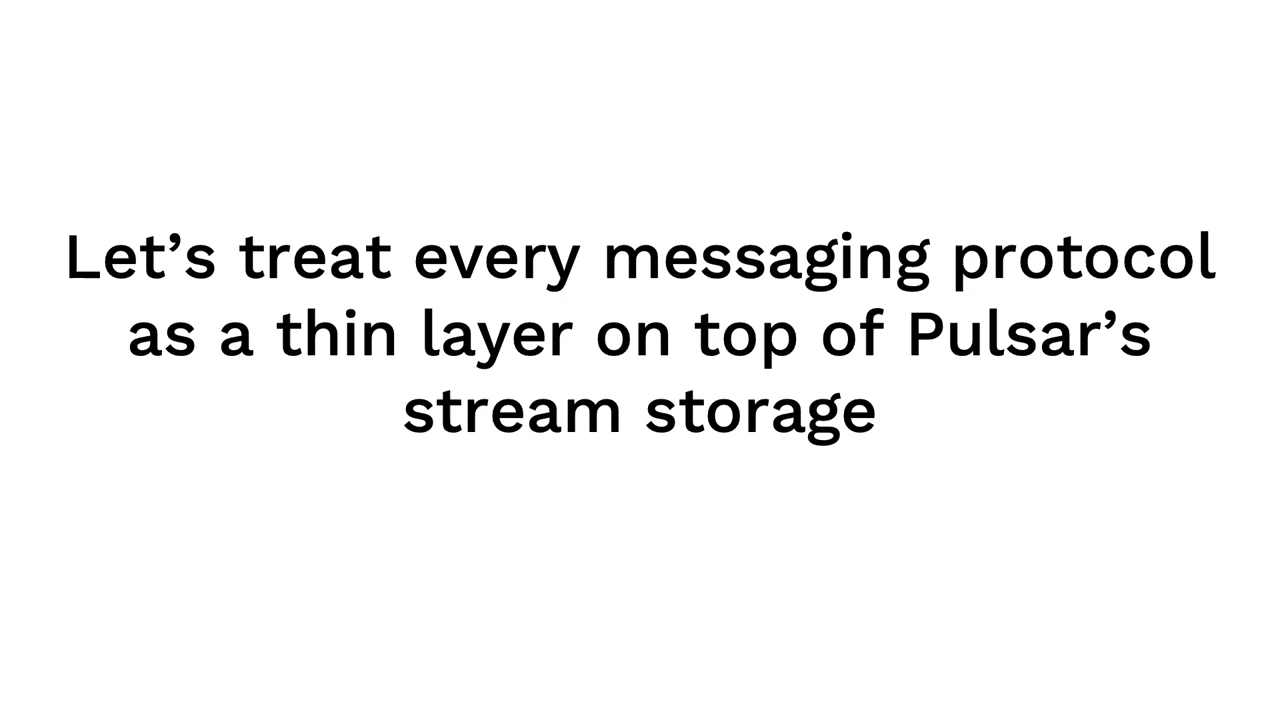 Let’s treat every messaging protocol
as a thin layer on top of Pulsar’s
stream storage